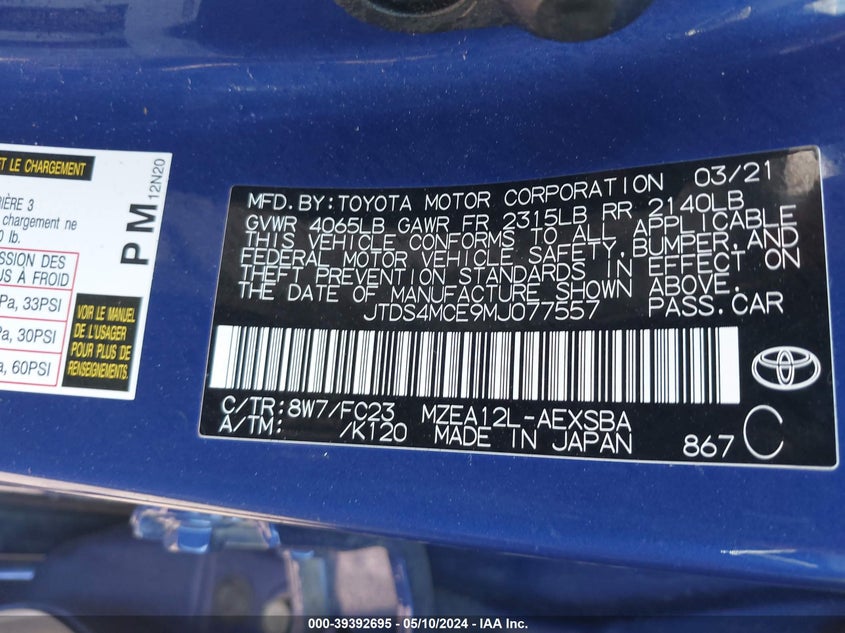 ET LE CHARGEMENT
RIÈRE 3
chargement ne
0 lb.
SSION DES
US À FROID
Pa, 33PSI
Pa, 30PSI
a, 60PSI
PM
12N20
VOIR LE MANUEL
DE L'USAGER
POUR PLUS DE
RENSEIGNEMENTS.
MFD. BY: TOYOTA MOTOR CORPORATION 03/21
GVWR 4065LB GAWR FR 2315LB RR 2140LB
THIS VEHICLE CONFORMS TO ALL APPLICABLE
FEDERAL MOTOR VEHICLE SAFETY, BUMPER, AND
THEFT PREVENTION STANDARDS IN EFFECT ON
THE DATE OF MANUFACTURE SHOWN ABOVE.
JTDS4MCE9MJ077557 PASS.CAR
C/TR: 8W7/FC23 MZEA12L-AEXSBA
A/TM: /K120 MADE IN JAPAN 867 C
000-39392695 - 05/10/2024 - IAA Inc.